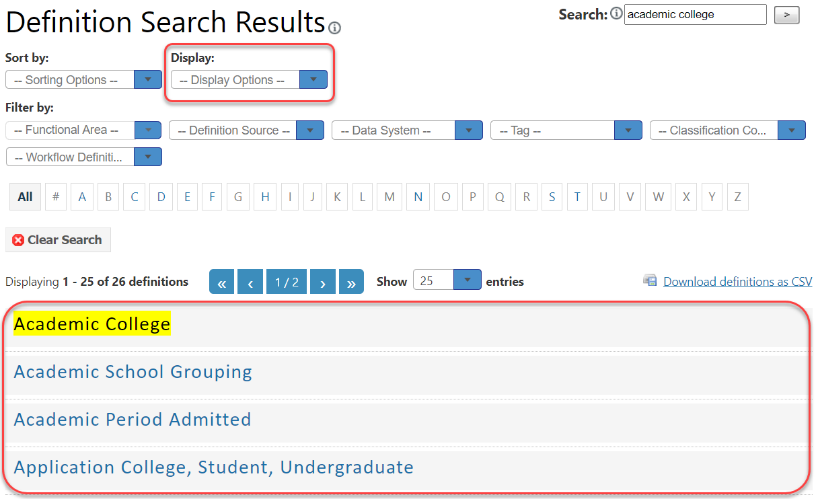 Definition Search Results
Search: academic college >
Sort by: Display:
-- Sorting Options -- -- Display Options --
Filter by:
-- Functional Area -- -- Definition Source -- -- Data System -- -- Tag -- -- Classification Co...
-- Workflow Definiti...
All # A B C D E F G H I J K L M N O P Q R S T U V W X Y Z
Clear Search
Displaying 1 - 25 of 26 definitions « ‹ 1 / 2 › » Show 25 entries Download definitions as CSV
Academic College
Academic School Grouping
Academic Period Admitted
Application College, Student, Undergraduate